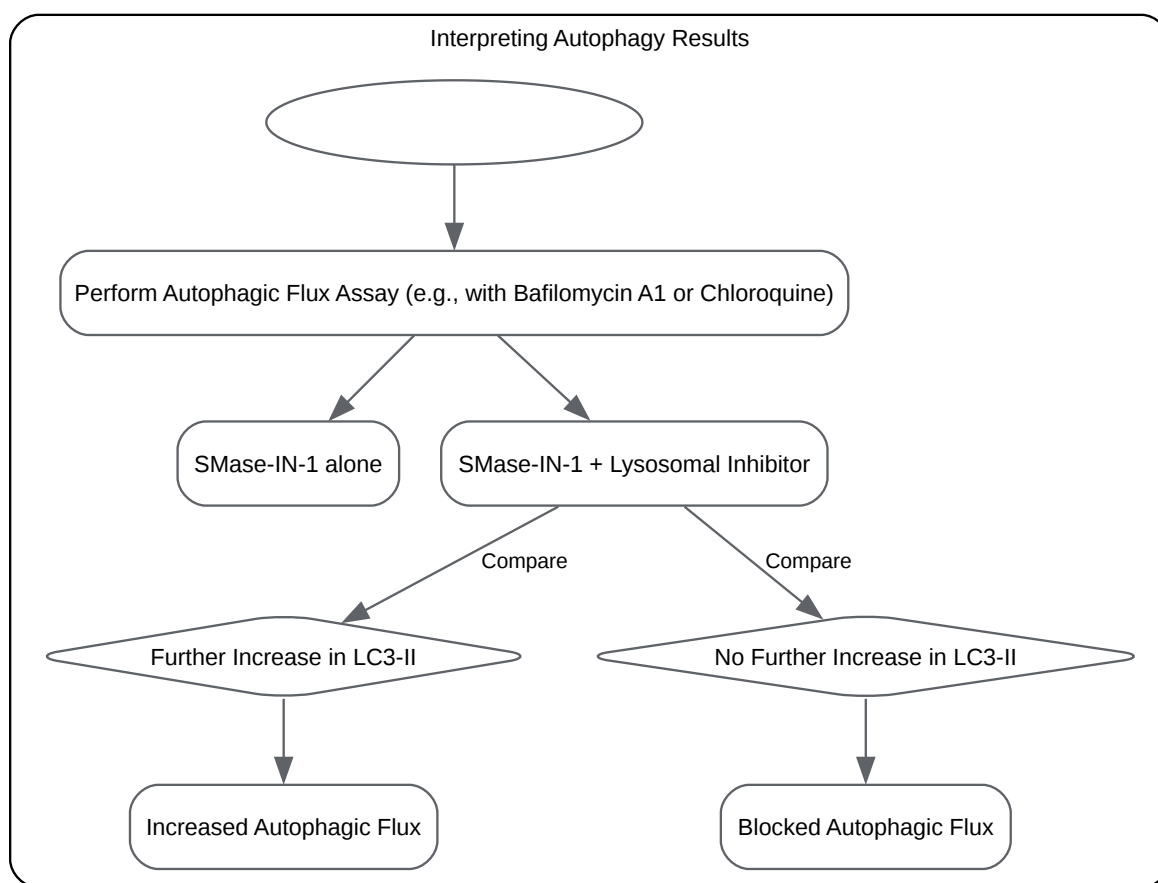 Interpreting Autophagy Results
Perform Autophagic Flux Assay (e.g., with Bafilomycin A1 or Chloroquine)
SMase-IN-1 alone
SMase-IN-1 + Lysosomal Inhibitor
Compare
Compare
Further Increase in LC3-II
No Further Increase in LC3-II
Increased Autophagic Flux
Blocked Autophagic Flux